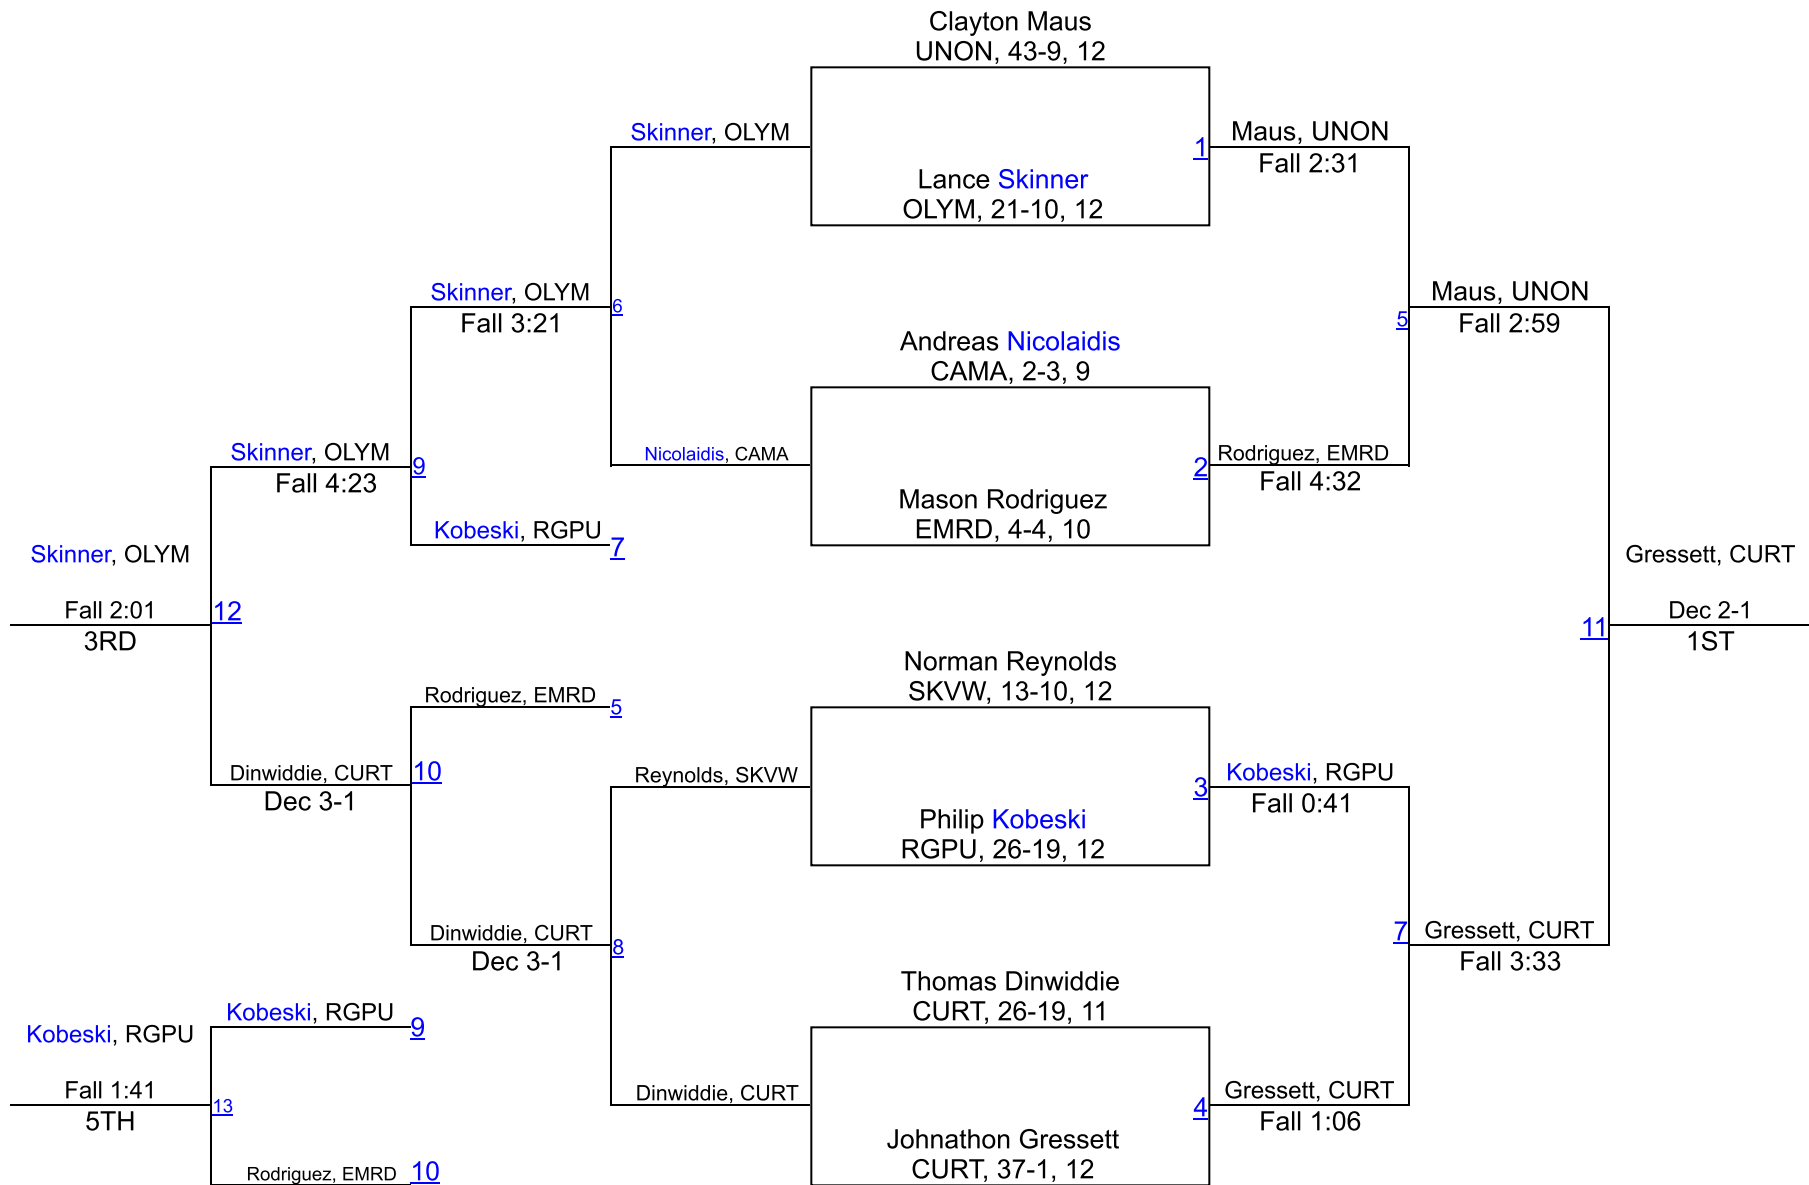 Clayton Maus
UNON, 43-9, 12
Skinner, OLYM
1
Maus, UNON
Fall 2:31
Lance Skinner
OLYM, 21-10, 12
Skinner, OLYM
Fall 3:21
6
Maus, UNON
Fall 2:59
5
Andreas Nicolaidis
CAMA, 2-3, 9
Skinner, OLYM
Fall 4:23
9
Nicolaidis, CAMA
2
Rodriguez, EMRD
Fall 4:32
Mason Rodriguez
EMRD, 4-4, 10
Kobeski, RGPU
7
Skinner, OLYM
Fall 2:01
3RD
12
Gressett, CURT
Dec 2-1
1ST
11
Norman Reynolds
SKVW, 13-10, 12
Rodriguez, EMRD
5
Dinwiddie, CURT
Dec 3-1
10
Reynolds, SKVW
3
Kobeski, RGPU
Fall 0:41
Philip Kobeski
RGPU, 26-19, 12
Dinwiddie, CURT
Dec 3-1
8
7
Gressett, CURT
Fall 3:33
Thomas Dinwiddie
CURT, 26-19, 11
Kobeski, RGPU
9
Kobeski, RGPU
Fall 1:41
5TH
13
Dinwiddie, CURT
4
Gressett, CURT
Fall 1:06
Johnathon Gressett
CURT, 37-1, 12
Rodriguez, EMRD
10